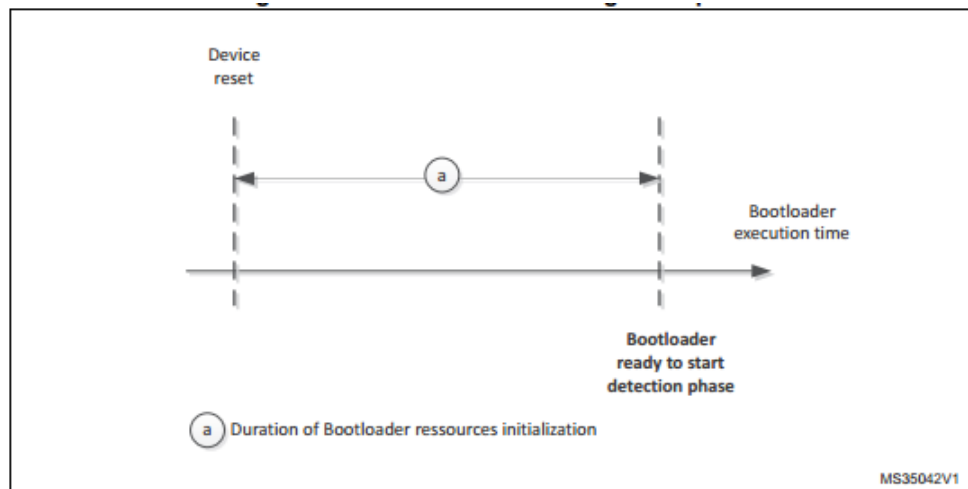 Device
reset
a
Bootloader
execution time
Bootloader
ready to start
detection phase
a Duration of Bootloader ressources initialization
MS35042V1